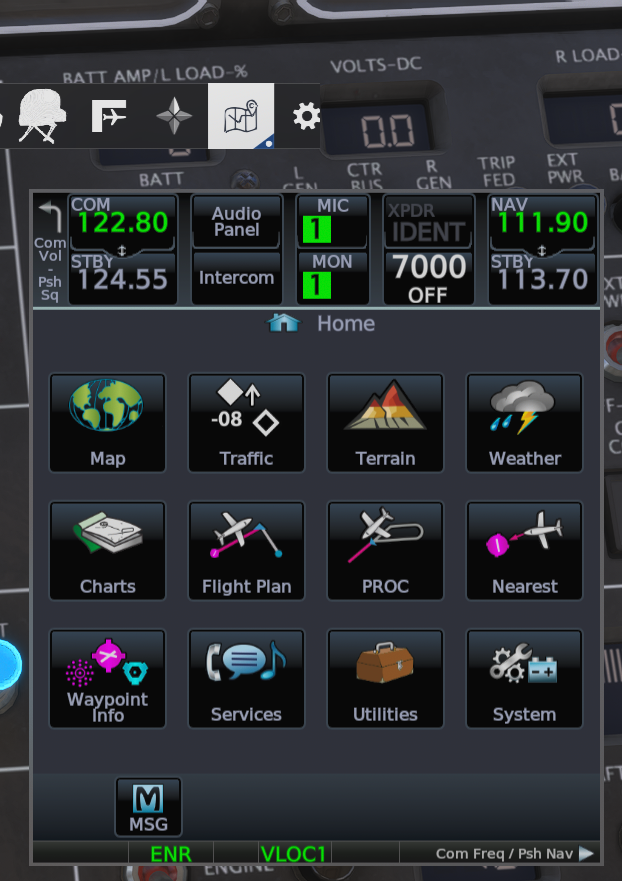 BATT AMP/L LOAD-%
VOLTS-DC
R LOAD
0.0
BATT
L
GEN
CTR
BUS
R
GEN
TRIP
FED
EXT
PWR
Com
Vol
-
Psh
Sq
COM
122.80
STBY
124.55
Audio
Panel
Intercom
MIC
1
MON
1
XPDR
IDENT
7000
OFF
NAV
111.90
STBY
113.70
Home
Map
-08
Traffic
Terrain
Weather
Charts
Flight Plan
PROC
Nearest
Waypoint
Info
Services
Utilities
System
MSG
ENR
VLOC1
Com Freq / Psh Nav
ENGINE